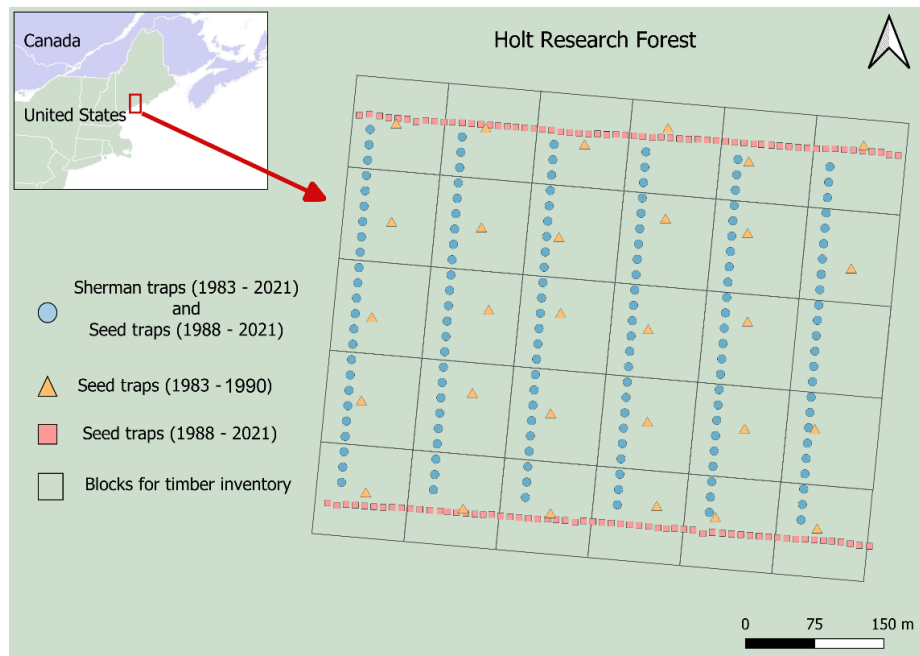 Holt Research Forest
Canada
United States
Sherman traps (1983 - 2021)
and
Seed traps (1988 - 2021)
Seed traps (1983 - 1990)
Seed traps (1988 - 2021)
Blocks for timber inventory
0 75 150 m